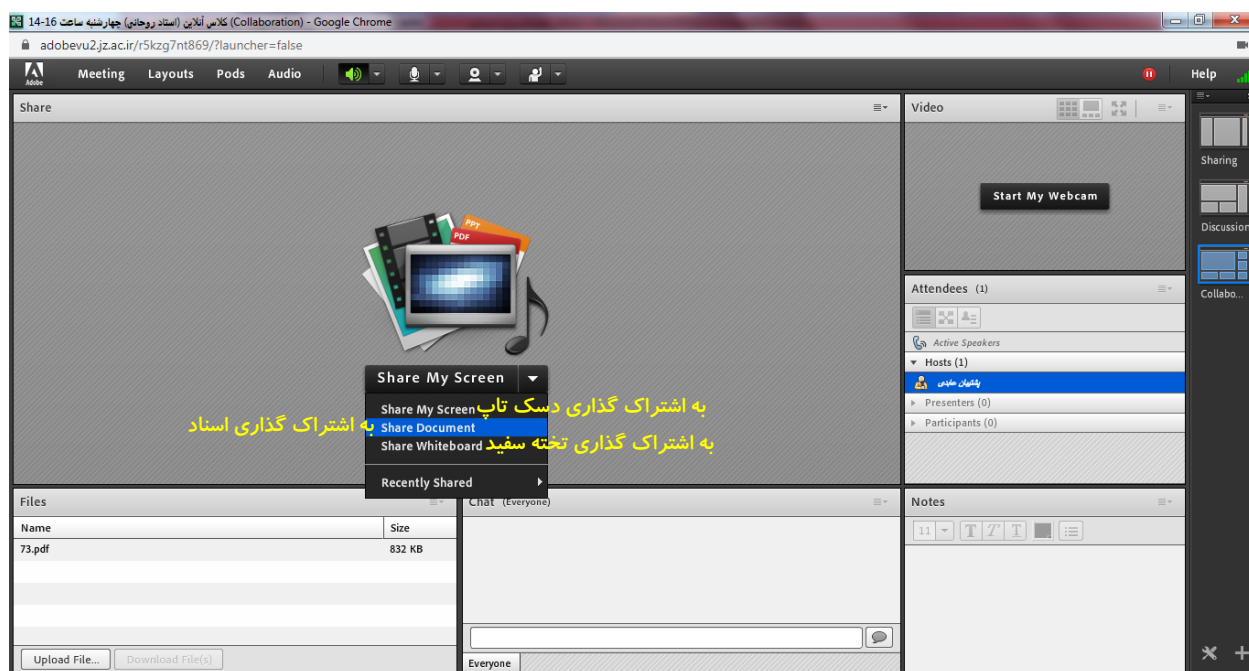 کلاس آنلاین (استاد روحانی) چهارشنبه ساعت 16-14 (Collaboration) - Google Chrome
adobevu2.jz.ac.ir/r5kzg7nt869/?launcher=false
Adobe Meeting Layouts Pods Audio Help
Share
Video
Start My Webcam
Sharing
Discussion
Collabo...
PPT
PDF
Share My Screen
Share My Screen به اشتراک گذاری دسک تاپ
Share Document به اشتراک گذاری اسناد
Share Whiteboard به اشتراک گذاری تخته سفید
Recently Shared
Attendees (1)
Active Speakers
Hosts (1)
پشتیبان عابدی
Presenters (0)
Participants (0)
Files
Name Size
73.pdf 832 KB
Upload File... Download File(s)
Chat (Everyone)
Everyone
Notes
11 T T T